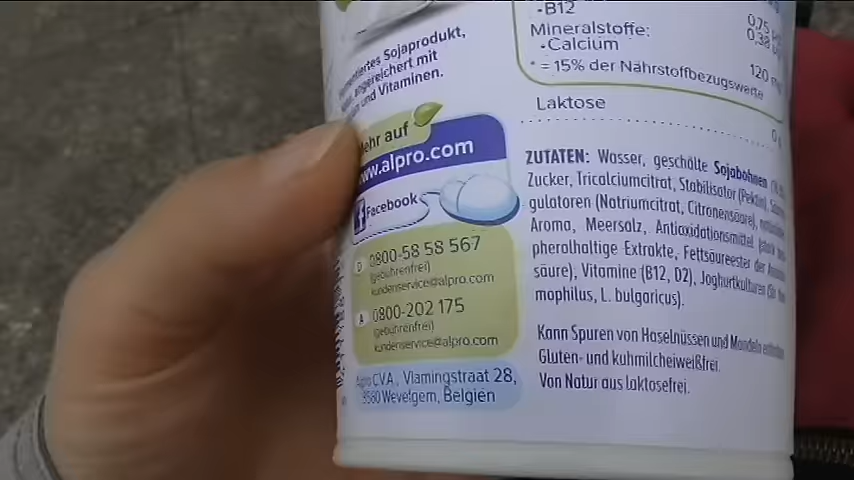 Sojaprodukt,
angereichert mit
und Vitaminen.
auf
www.alpro.com
Facebook
D 0800-58 58 567
(gebührenfrei)
kundenservice@alpro.com
A 0800-202 175
(gebührenfrei)
kundenservice@alpro.com
Alpro CVA, Vlamingstraat 28,
8560 Wevelgem, Belgien
•B12
0,75
Mineralstoffe:
0,38
•Calcium
120 mg
* = 15% der Nährstoffbezugswerte
Laktose
0 g
ZUTATEN: Wasser, geschälte Sojabohnen
Zucker, Tricalciumcitrat, Stabilisator (Pektin),
gulatoren (Natriumcitrat, Citronensäure),
Aroma, Meersalz, Antioxidationsmittel
pheralhaltige Extrakte, Fettsäureester der
säure), Vitamine (B12, D2), Joghurtkulturen
mophilus, L. bulgaricus).
Kann Spuren von Haselnüssen und Mandeln enthalten
Gluten- und kuhmilcheiweißfrei.
Von Natur aus laktosefrei.